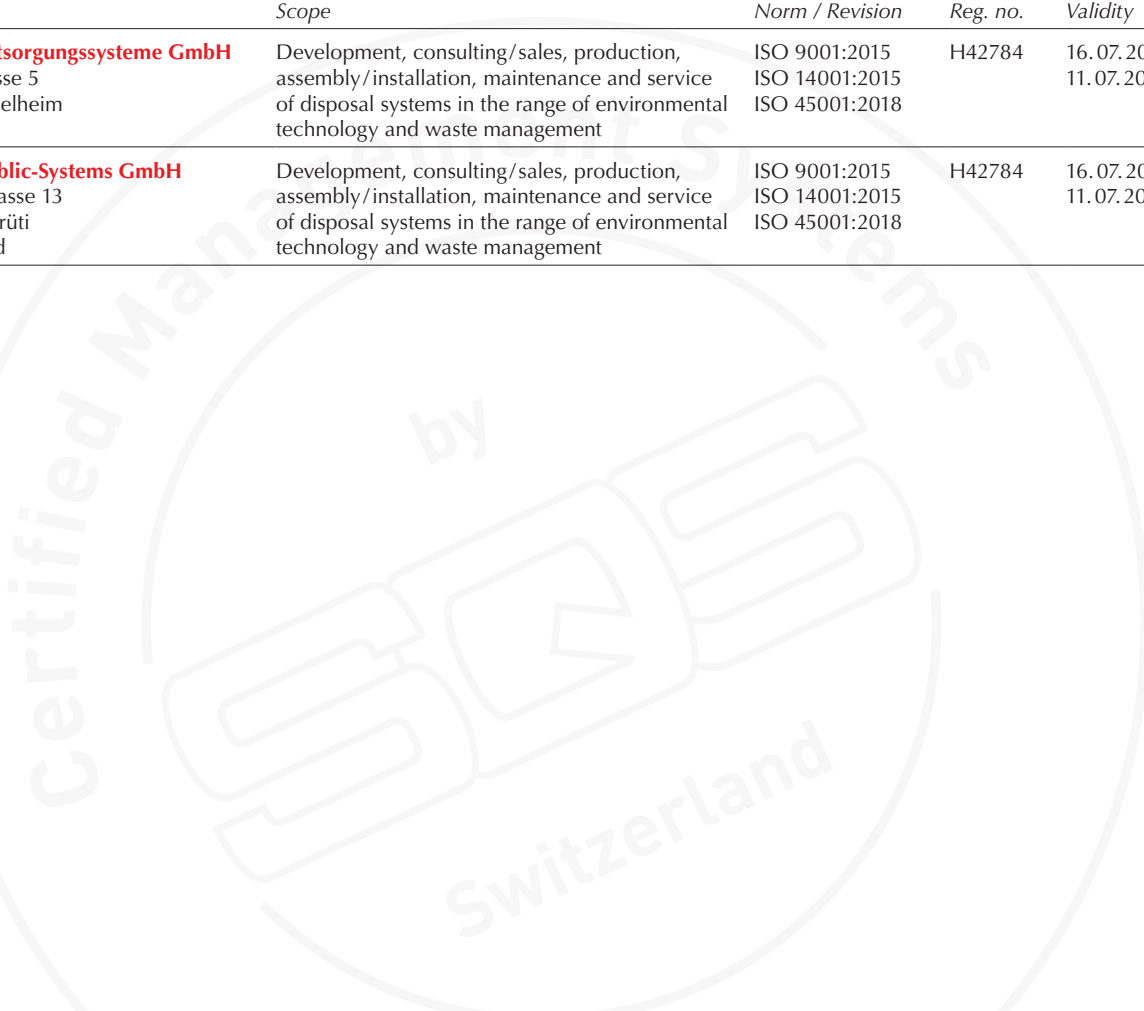 Scope Norm / Revision Reg. no. Validity
tsorgungssysteme GmbH Development, consulting/sales, production, ISO 9001:2015 H42784 16.07.20
sse 5 assembly/installation, maintenance and service ISO 14001:2015 11.07.20
elheim of disposal systems in the range of environmental ISO 45001:2018
technology and waste management
blic-Systems GmbH Development, consulting/sales, production, ISO 9001:2015 H42784 16.07.20
asse 13 assembly/installation, maintenance and service ISO 14001:2015 11.07.20
rüti of disposal systems in the range of environmental ISO 45001:2018
d technology and waste management
Certified Management Systems
by
SQS
Switzerland